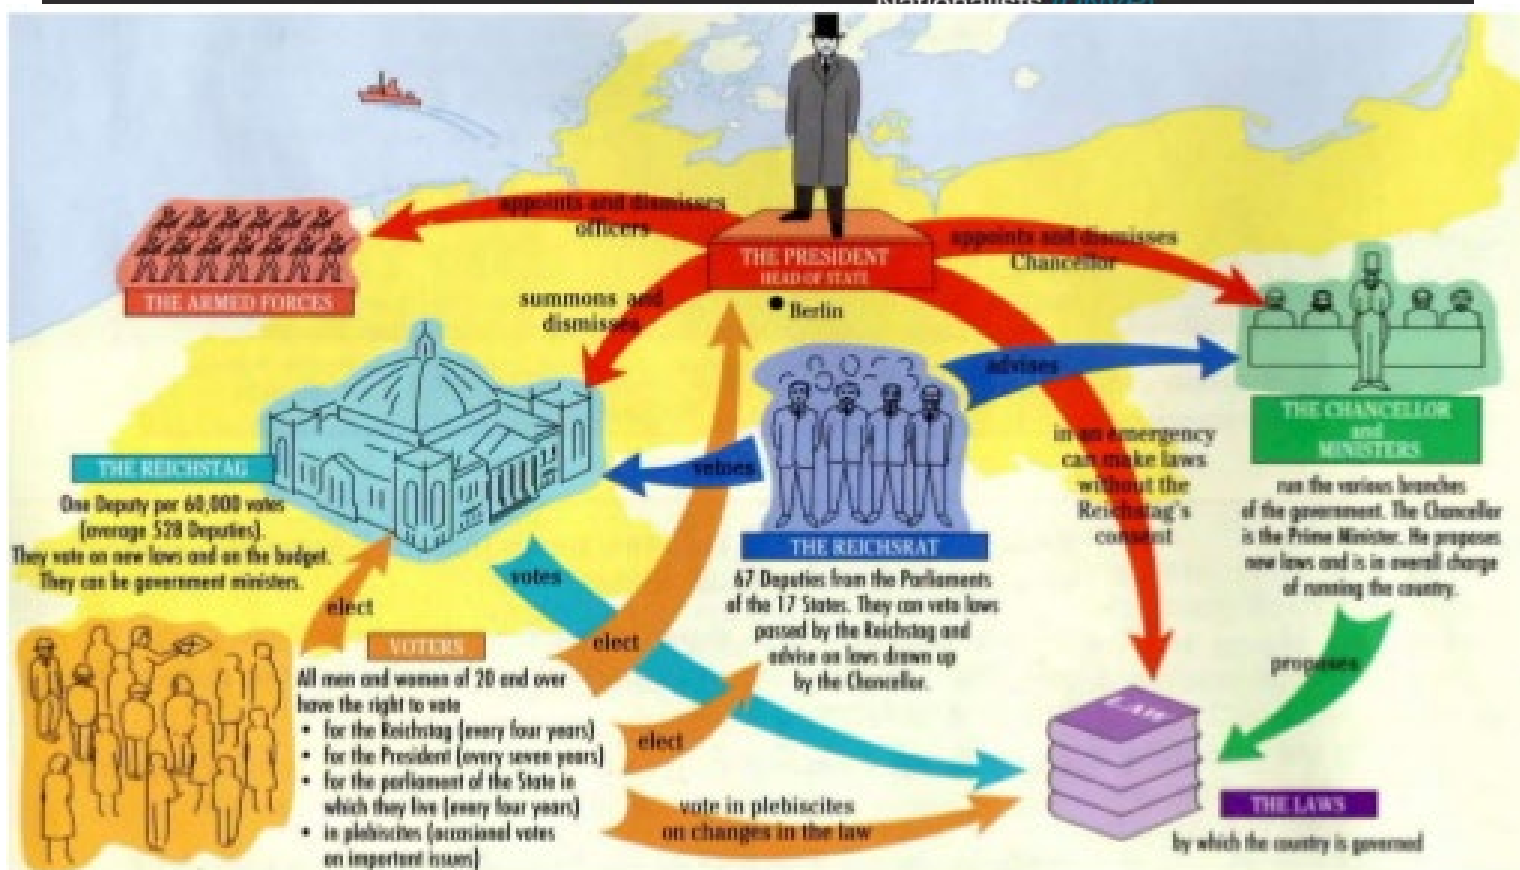 appoints and dismisses
officers
THE PRESIDENT
HEAD OF STATE
appoints and dismisses
Chancellor
THE ARMED FORCES
summons and
dismisses
Berlin
advises
THE CHANCELLOR
and
MINISTERS
run the various branches
of the government. The Chancellor
is the Prime Minister. He proposes
new laws and is in overall charge
of running the country.
in an emergency
can make laws
without the
Reichstag's
consent
THE REICHSTAG
One Deputy per 60,000 votes
(average 528 Deputies).
They vote on new laws and on the budget.
They can be government ministers.
vetoes
THE REICHSRAT
67 Deputies from the Parliaments
of the 17 States. They can veto laws
passed by the Reichstag and
advise on laws drawn up
by the Chancellor.
votes
elect
elect
elect
VOTERS
All men and women of 20 and over
have the right to vote
• for the Reichstag (every four years)
• for the President (every seven years)
• for the parliament of the State in
which they live (every four years)
• in plebiscites (occasional votes
on important issues)
vote in plebiscites
on changes in the law
proposes
LAW
THE LAWS
by which the country is governed